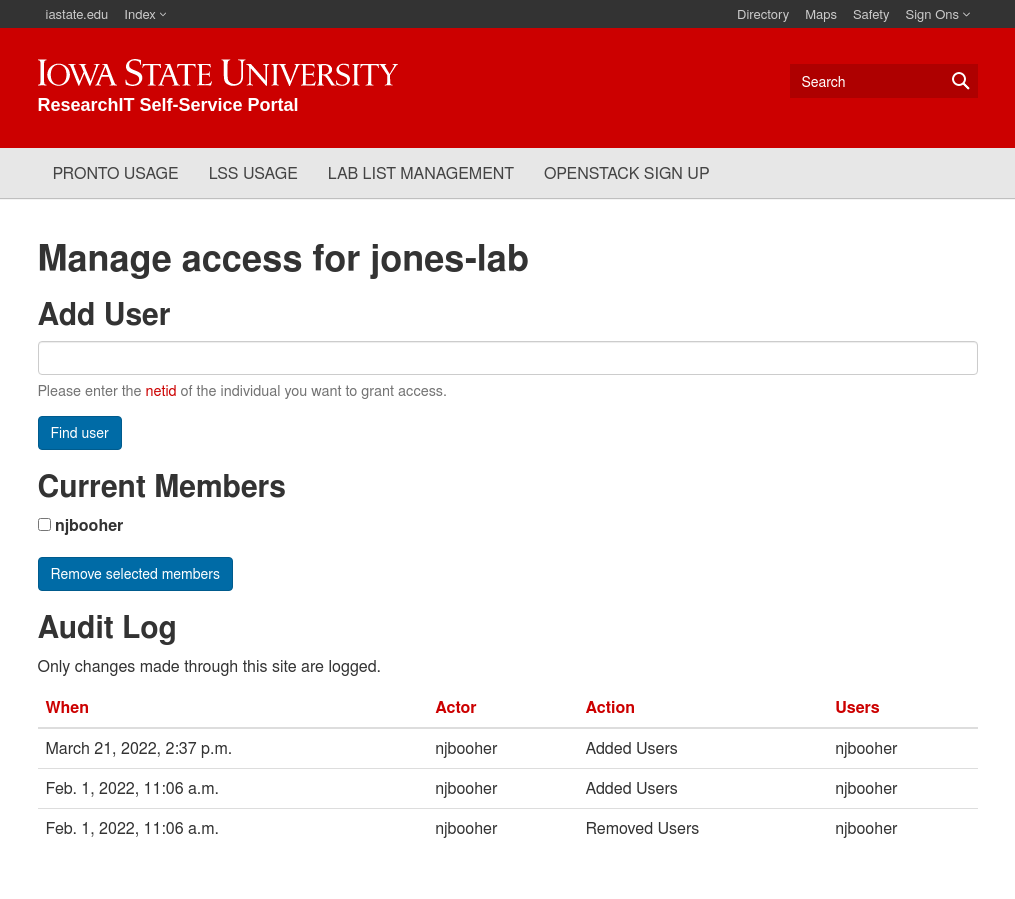 iastate.edu Index Directory Maps Safety Sign Ons
IOWA STATE UNIVERSITY
ResearchIT Self-Service Portal
Search
PRONTO USAGE LSS USAGE LAB LIST MANAGEMENT OPENSTACK SIGN UP
Manage access for jones-lab
Add User
Please enter the netid of the individual you want to grant access.
Find user
Current Members
njbooher
Remove selected members
Audit Log
Only changes made through this site are logged.
When Actor Action Users
March 21, 2022, 2:37 p.m. njbooher Added Users njbooher
Feb. 1, 2022, 11:06 a.m. njbooher Added Users njbooher
Feb. 1, 2022, 11:06 a.m. njbooher Removed Users njbooher